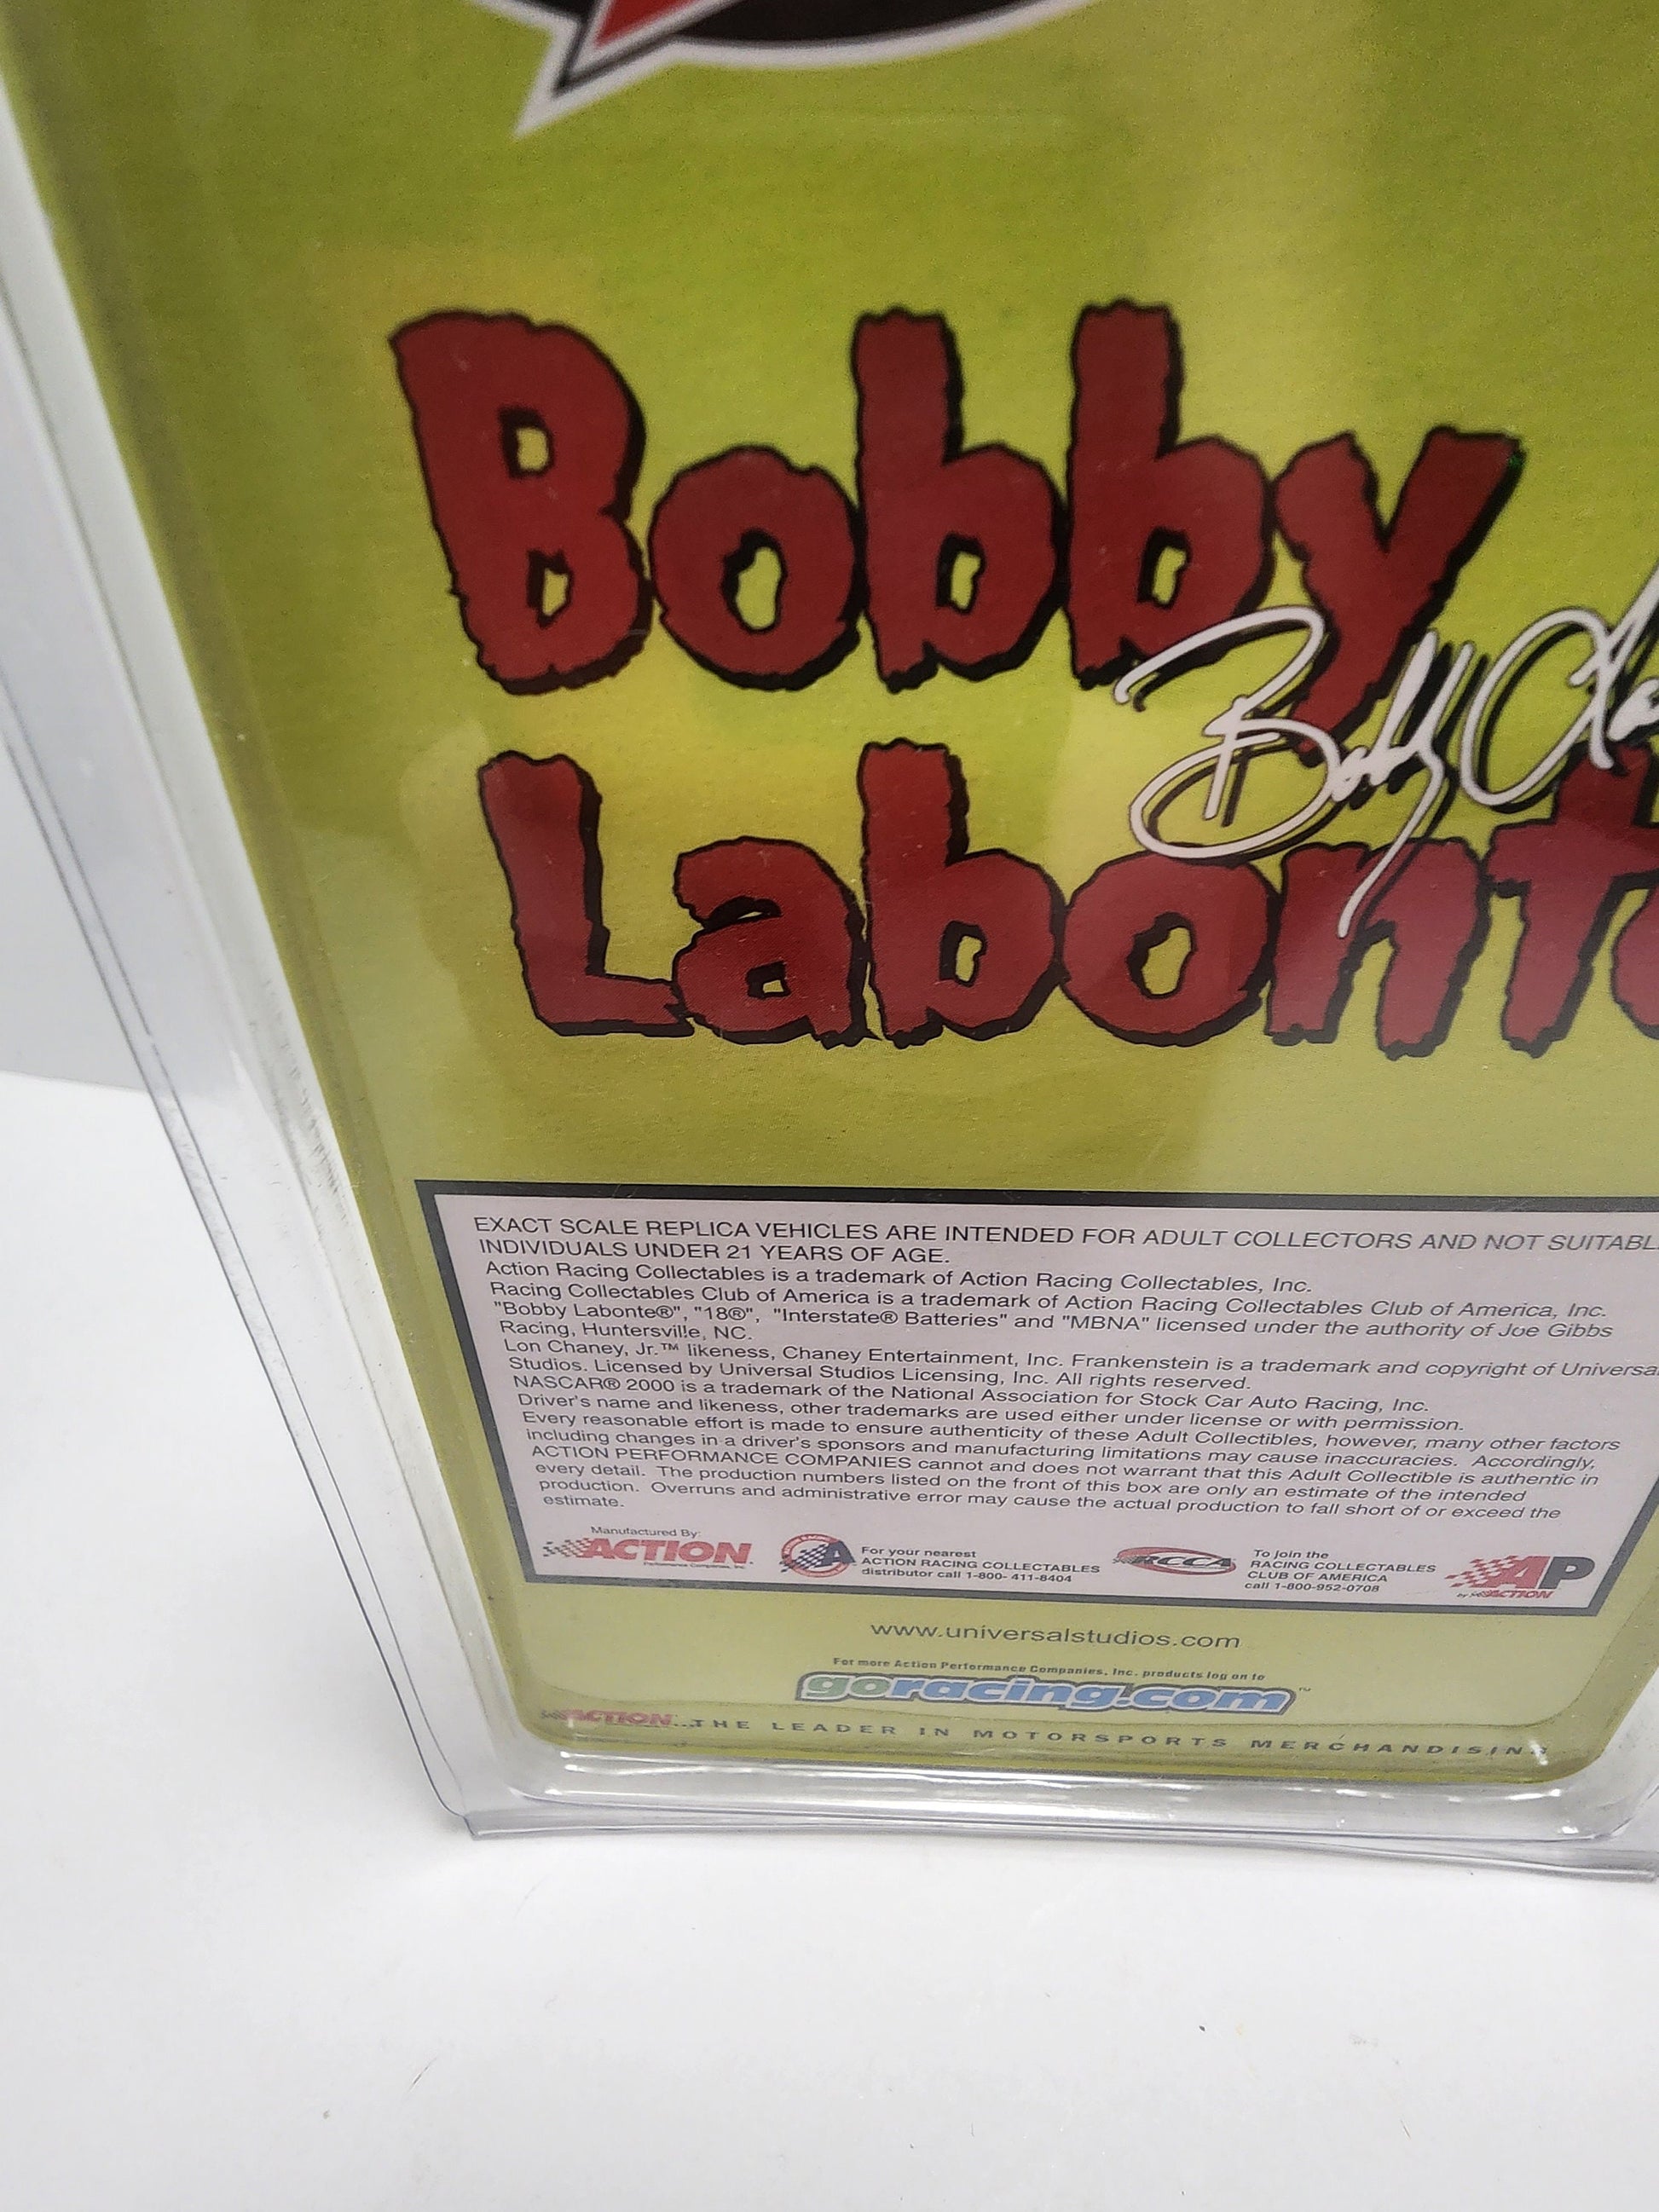 Bobby
Bobby
Labont
EXACT SCALE REPLICA VEHICLES ARE INTENDED FOR ADULT COLLECTORS AND NOT SUITABL
INDIVIDUALS UNDER 21 YEARS OF AGE.
Action Racing Collectables is a trademark of Action Racing Collectables, Inc.
Racing Collectables Club of America is a trademark of Action Racing Collectables Club of America, Inc.
"Bobby Labonte®", "18®", "Interstate® Batteries" and "MBNA" licensed under the authority of Joe Gibbs
Racing, Huntersville, NC.
Lon Chaney, Jr.™ likeness, Chaney Entertainment, Inc. Frankenstein is a trademark and copyright of Universa
Studios. Licensed by Universal Studios Licensing, Inc. All rights reserved.
NASCAR® 2000 is a trademark of the National Association for Stock Car Auto Racing, Inc.
Driver's name and likeness, other trademarks are used either under license or with permission.
Every reasonable effort is made to ensure authenticity of these Adult Collectibles, however, many other factors
including changes in a driver's sponsors and manufacturing limitations may cause inaccuracies. Accordingly,
ACTION PERFORMANCE COMPANIES cannot and does not warrant that this Adult Collectible is authentic in
every detail. The production numbers listed on the front of this box are only an estimate of the intended
production. Overruns and administrative error may cause the actual production to fall short of or exceed the
estimate.
Manufactured By:
ACTION
Performance Companies, Inc.
A
For your nearest
ACTION RACING COLLECTABLES
distributor call 1-800- 411-8404
RCCA
To join the
RACING COLLECTABLES
CLUB OF AMERICA
call 1-800-952-0708
AP
by ACTION
www.universalstudios.com
For more Action Performance Companies, Inc. products log on to
goracing.com™
ACTION...THE LEADER IN MOTORSPORTS MERCHANDISING